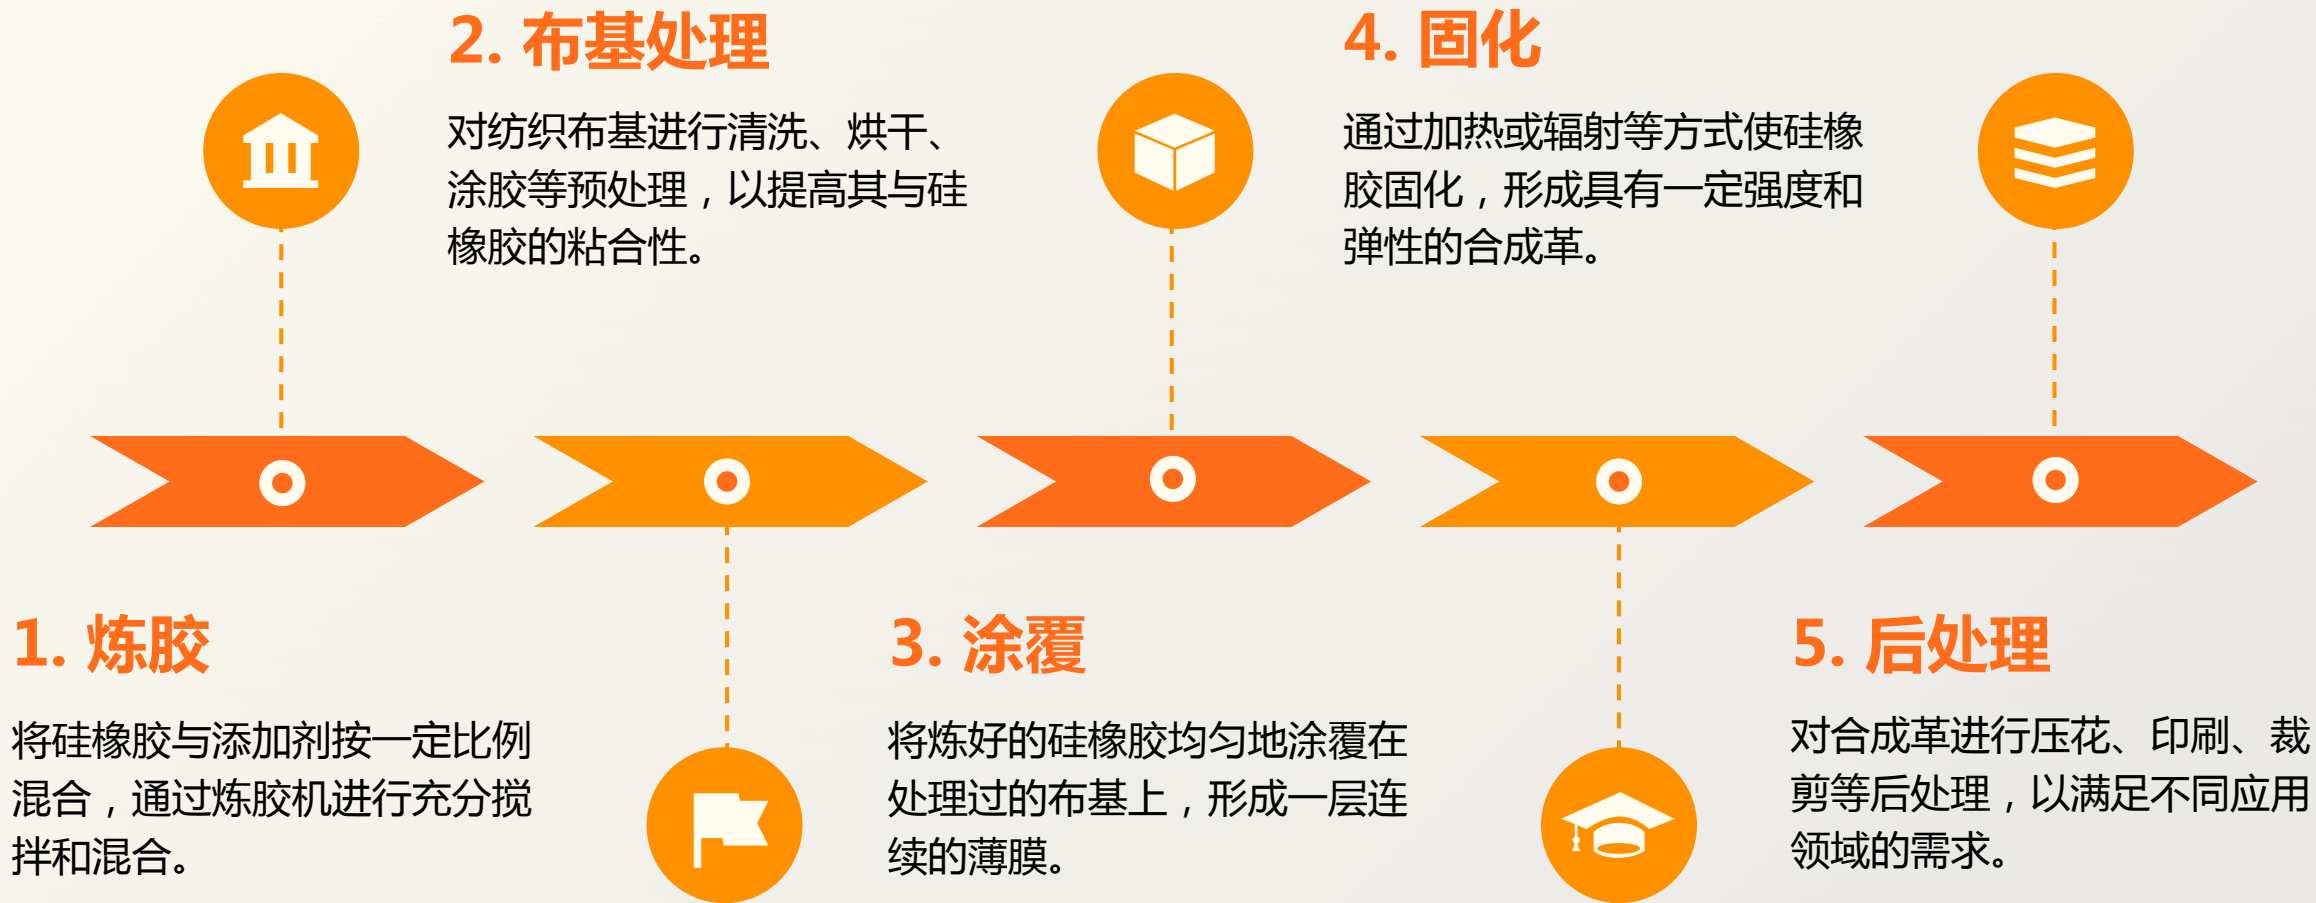 1. 炼胶
将硅橡胶与添加剂按一定比例
混合，通过炼胶机进行充分搅
拌和混合。
2. 布基处理
对纺织布基进行清洗、烘干、
涂胶等预处理，以提高其与硅
橡胶的粘合性。
3. 涂覆
将炼好的硅橡胶均匀地涂覆在
处理过的布基上，形成一层连
续的薄膜。
4. 固化
通过加热或辐射等方式使硅橡
胶固化，形成具有一定强度和
弹性的合成革。
5. 后处理
对合成革进行压花、印刷、裁
剪等后处理，以满足不同应用
领域的需求。